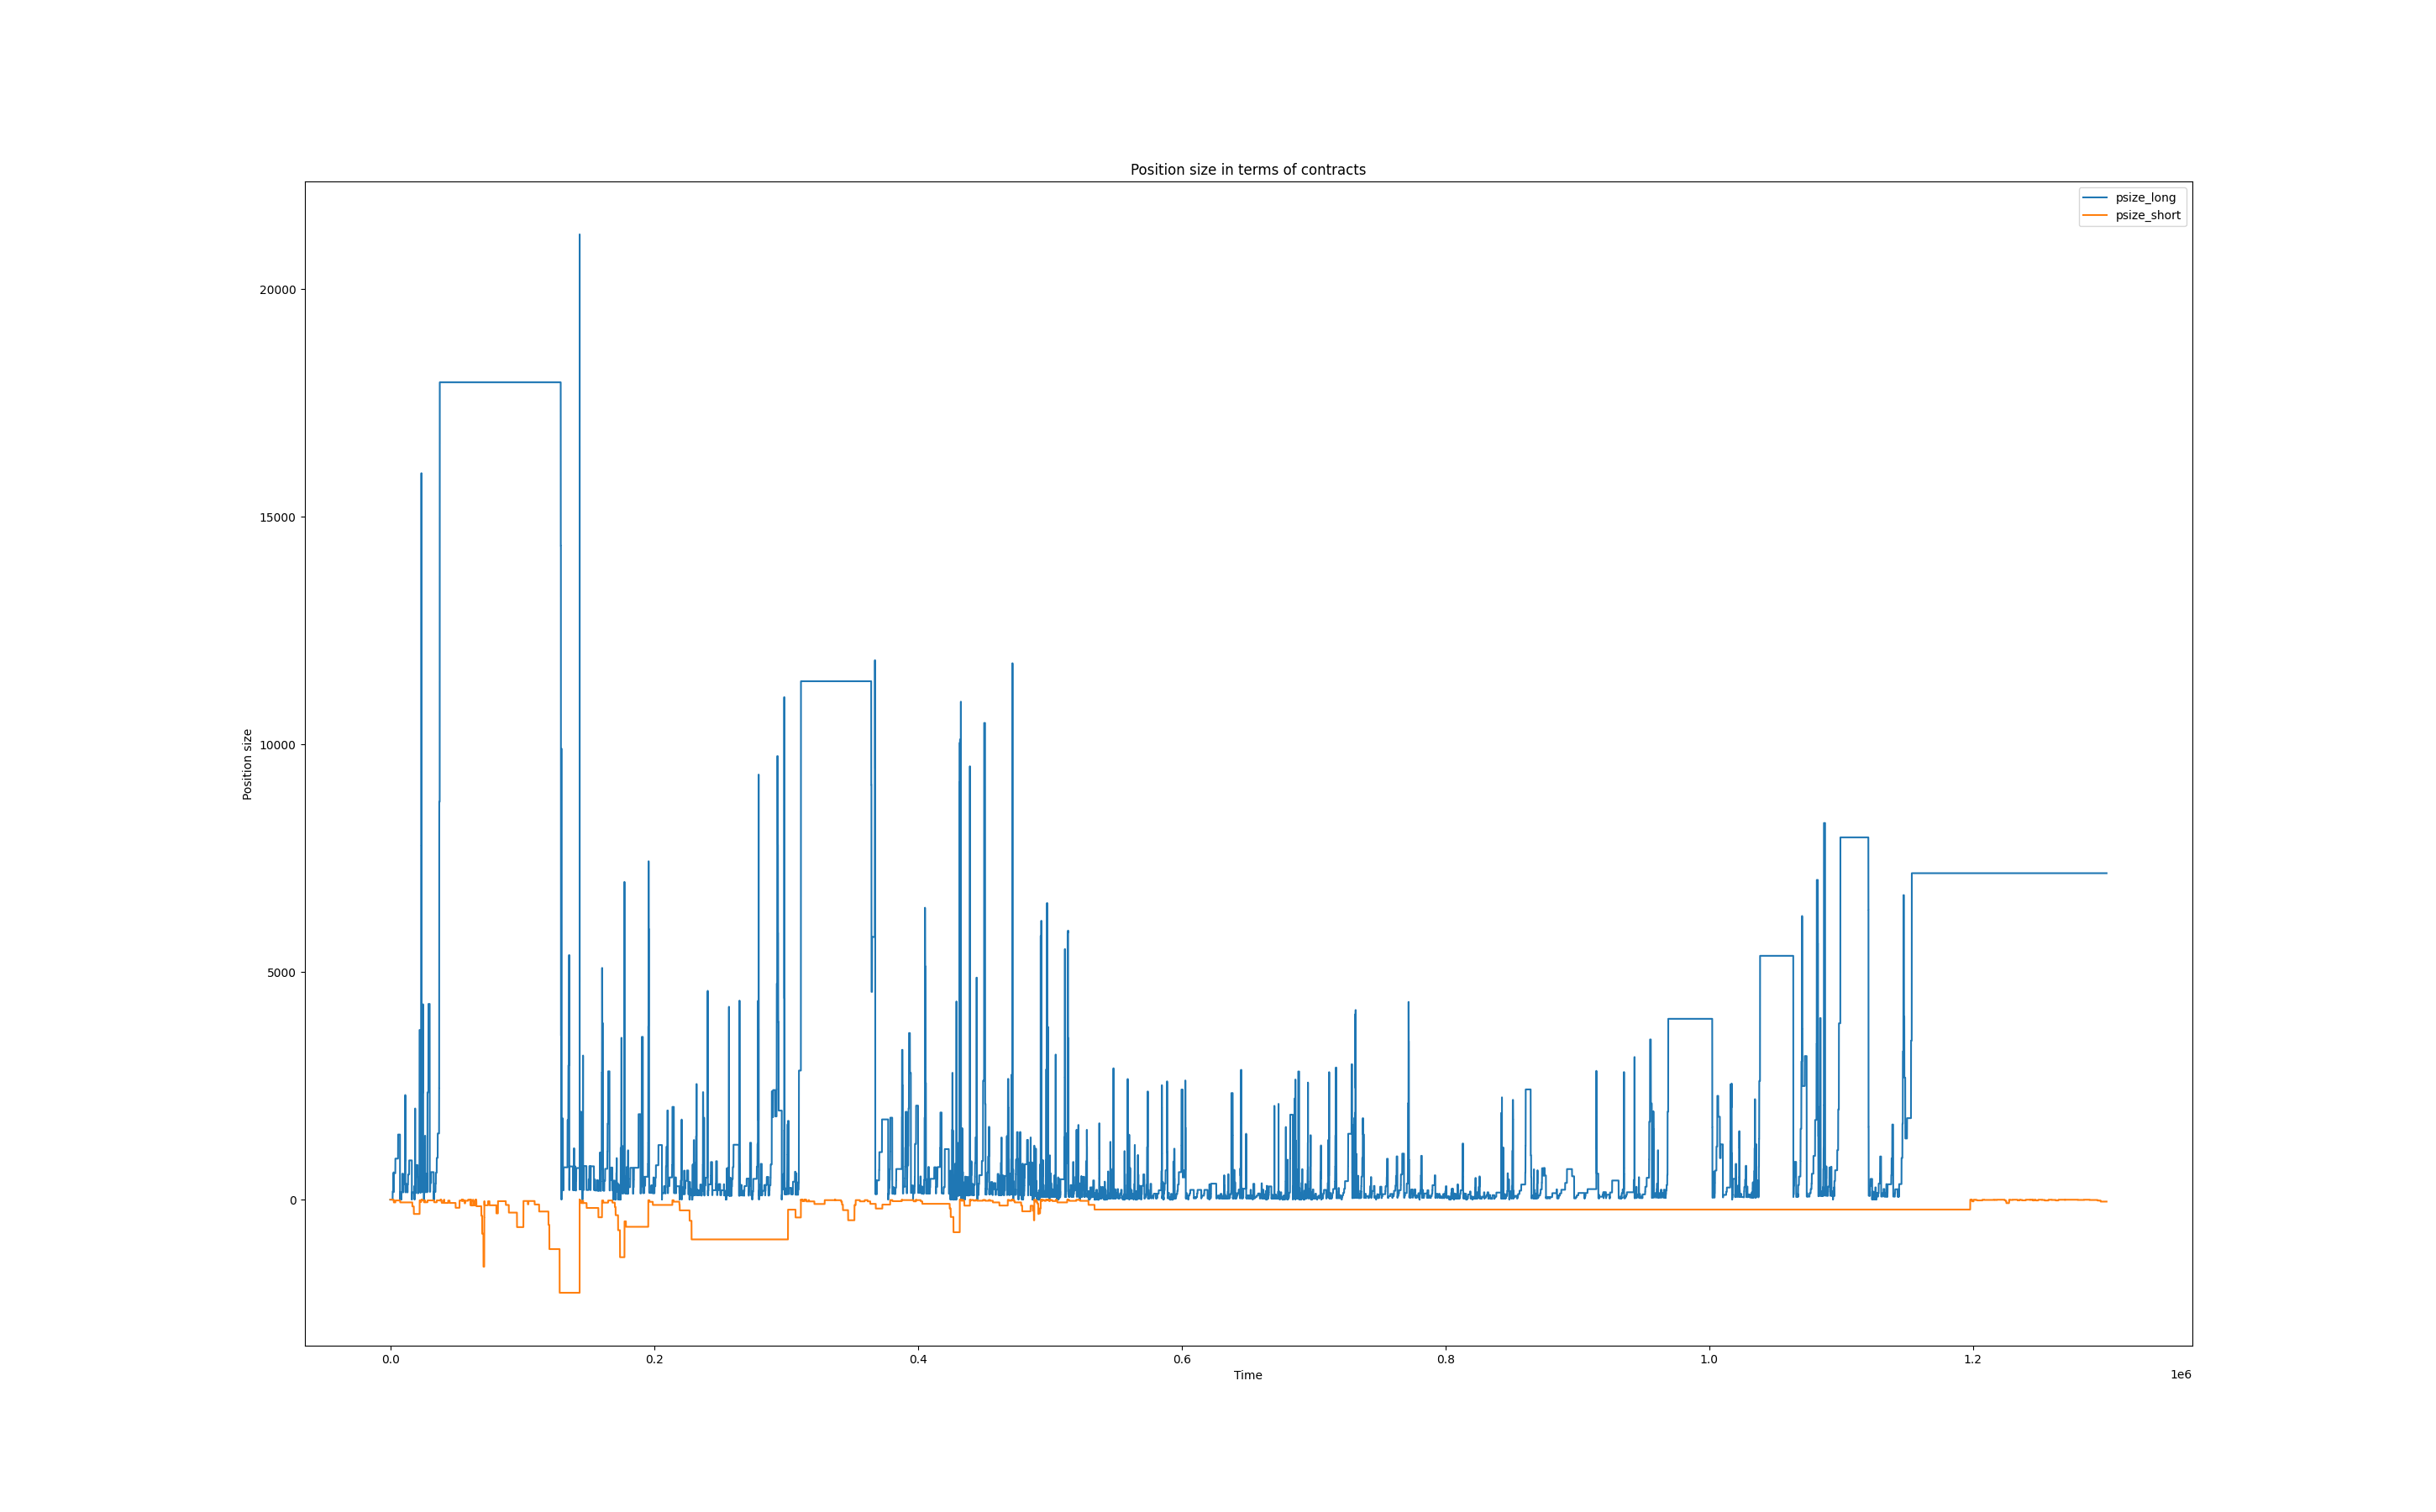 Position size in terms of contracts
psize_long
psize_short
20000
15000
10000
5000
0
Position size
0.0 0.2 0.4 0.6 0.8 1.0 1.2
Time
1e6